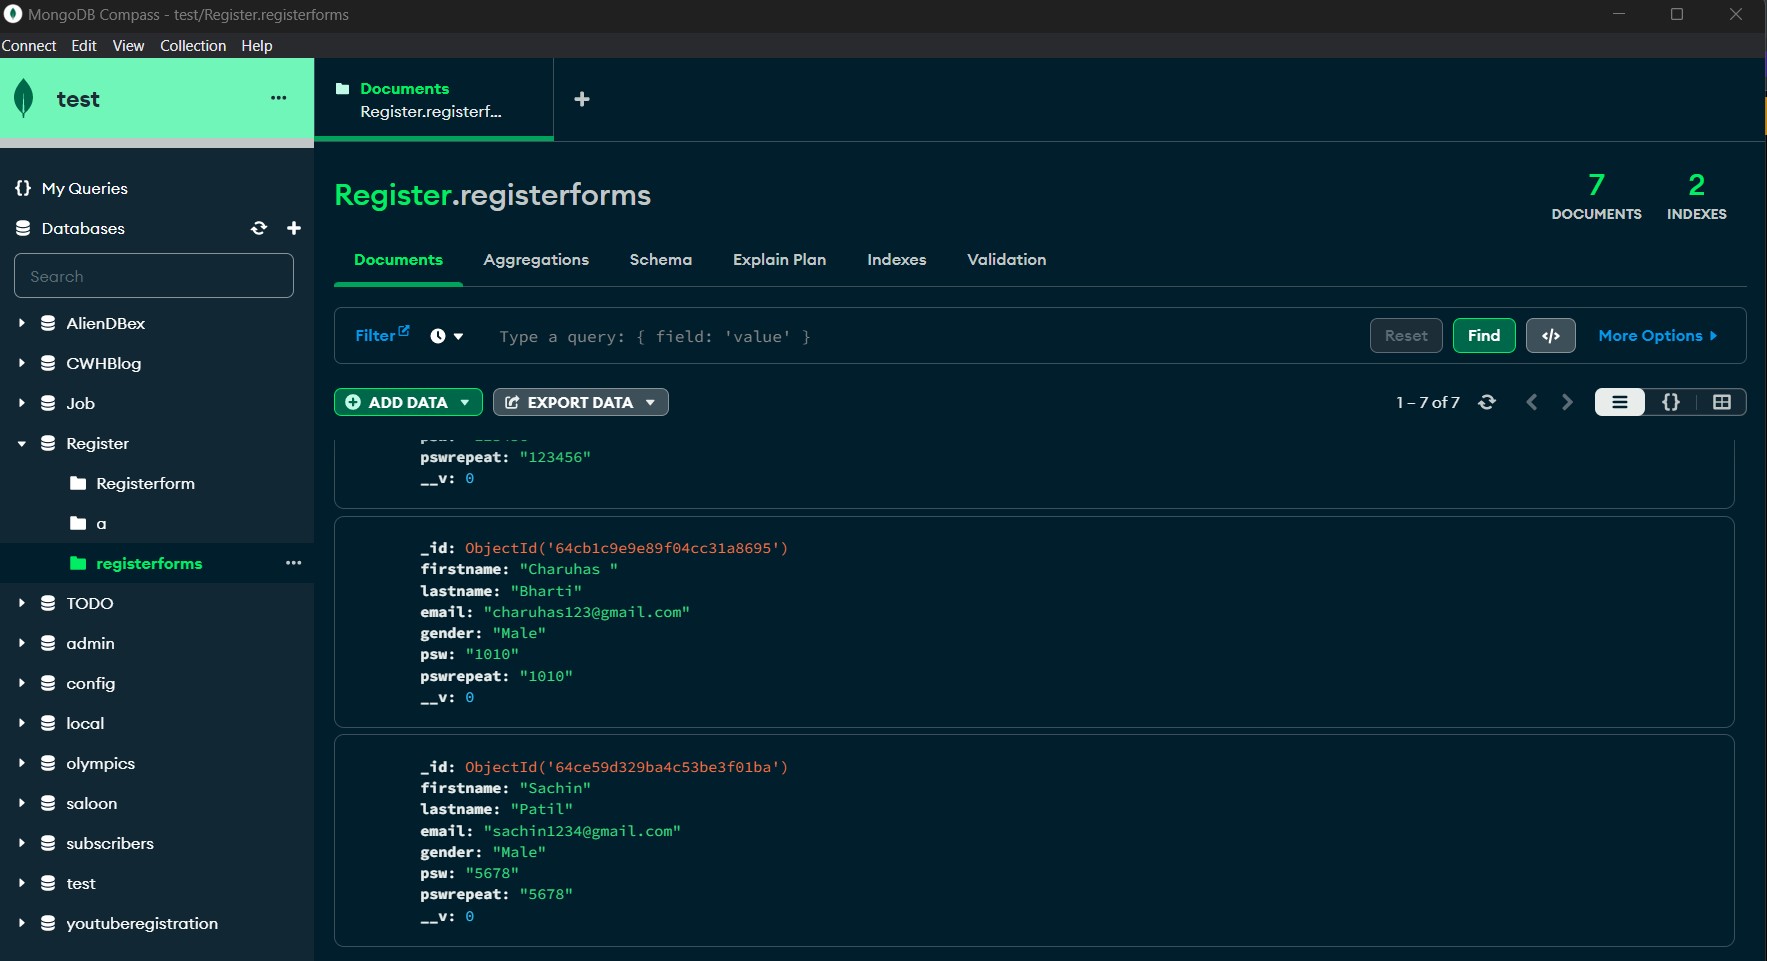 MongoDB Compass - test/Register.registerforms
Connect Edit View Collection Help
test
Documents
Register.registerf...
My Queries
Databases
Search
AlienDBex
CWHBlog
Job
Register
Registerform
a
registerforms
TODO
admin
config
local
olympics
saloon
subscribers
test
youtuberegistration
Register.registerforms
7
DOCUMENTS
2
INDEXES
Documents Aggregations Schema Explain Plan Indexes Validation
Filter Type a query: { field: 'value' } Reset Find </> More Options
ADD DATA EXPORT DATA 1 – 7 of 7 {}
pswrepeat: "123456"
__v: 0
_id: ObjectId('64cb1c9e9e89f04cc31a8695')
firstname: "Charuhas "
lastname: "Bharti"
email: "charuhas123@gmail.com"
gender: "Male"
psw: "1010"
pswrepeat: "1010"
__v: 0
_id: ObjectId('64ce59d329ba4c53be3f01ba')
firstname: "Sachin"
lastname: "Patil"
email: "sachin1234@gmail.com"
gender: "Male"
psw: "5678"
pswrepeat: "5678"
__v: 0